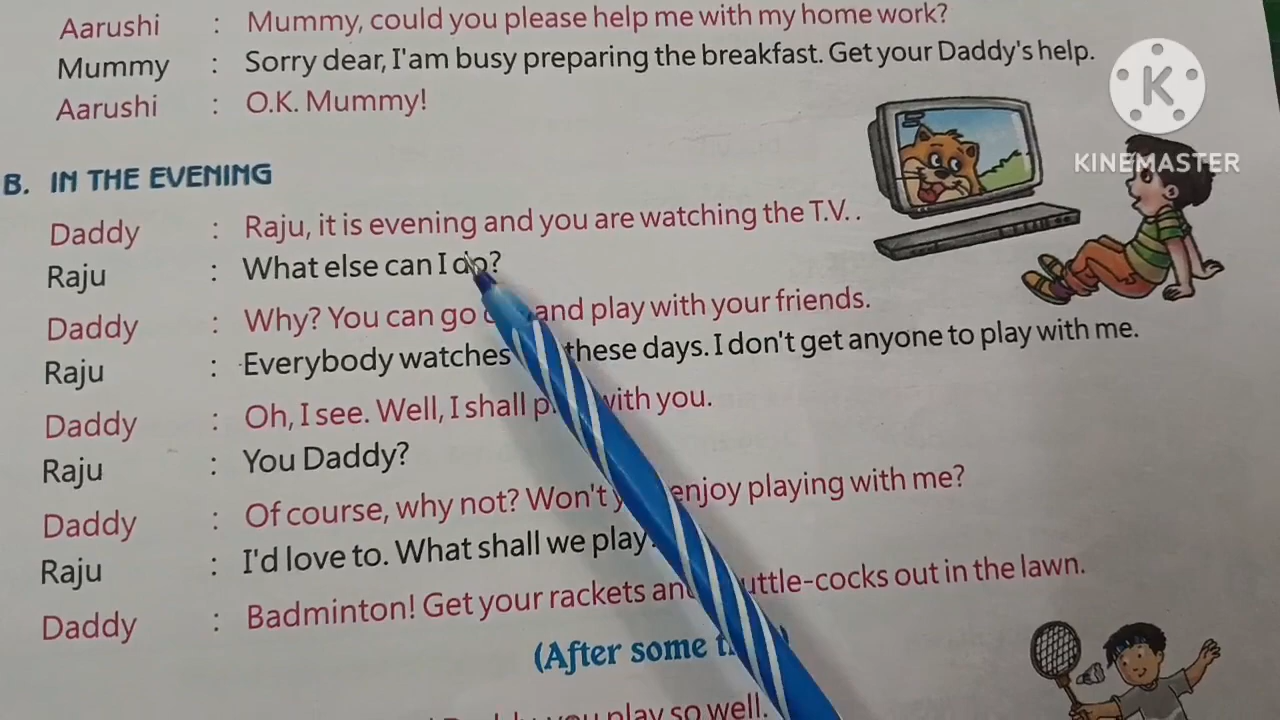 Aarushi : Mummy, could you please help me with my home work?
Mummy : Sorry dear, I'am busy preparing the breakfast. Get your Daddy's help.
Aarushi : O.K. Mummy!
K
KINEMASTER
B. IN THE EVENING
Daddy : Raju, it is evening and you are watching the T.V. .
Raju : What else can I do?
Daddy : Why? You can go and play with your friends.
Raju : Everybody watches these days. I don't get anyone to play with me.
Daddy : Oh, I see. Well, I shall with you.
Raju : You Daddy?
Daddy : Of course, why not? Won't enjoy playing with me?
Raju : I'd love to. What shall we play
Daddy : Badminton! Get your rackets and out in the lawn.
(After some
you play so well.